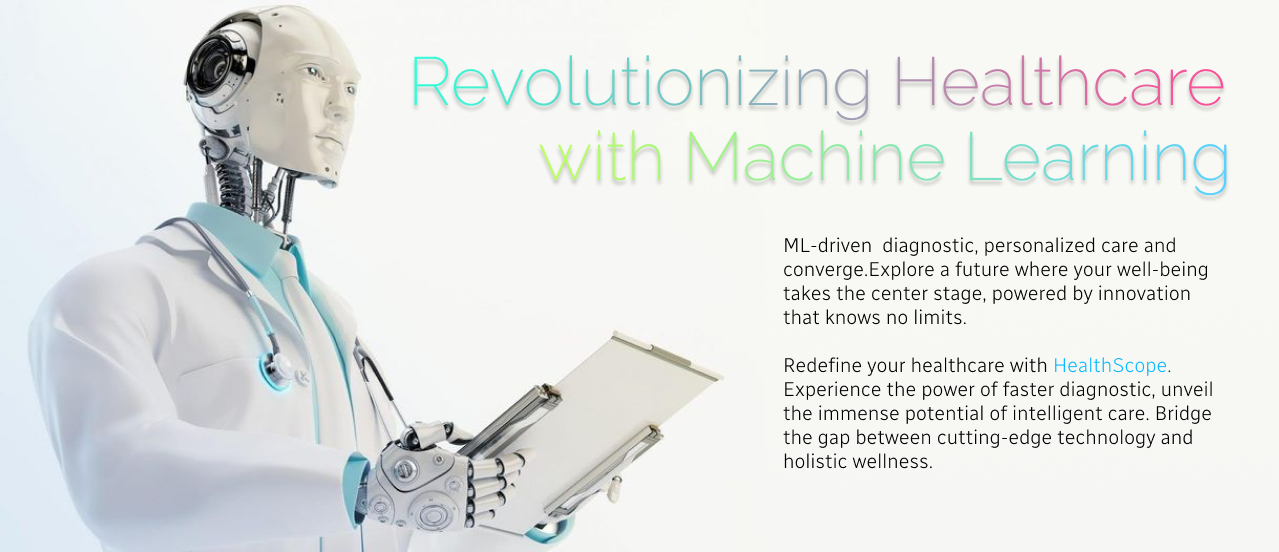 Revolutionizing Healthcare
with Machine Learning
ML-driven  diagnostic, personalized care and
converge.Explore a future where your well-being
takes the center stage, powered by innovation
that knows no limits.
Redefine your healthcare with HealthScope.
Experience the power of faster diagnostic, unveil
the immense potential of intelligent care. Bridge
the gap between cutting-edge technology and
holistic wellness.